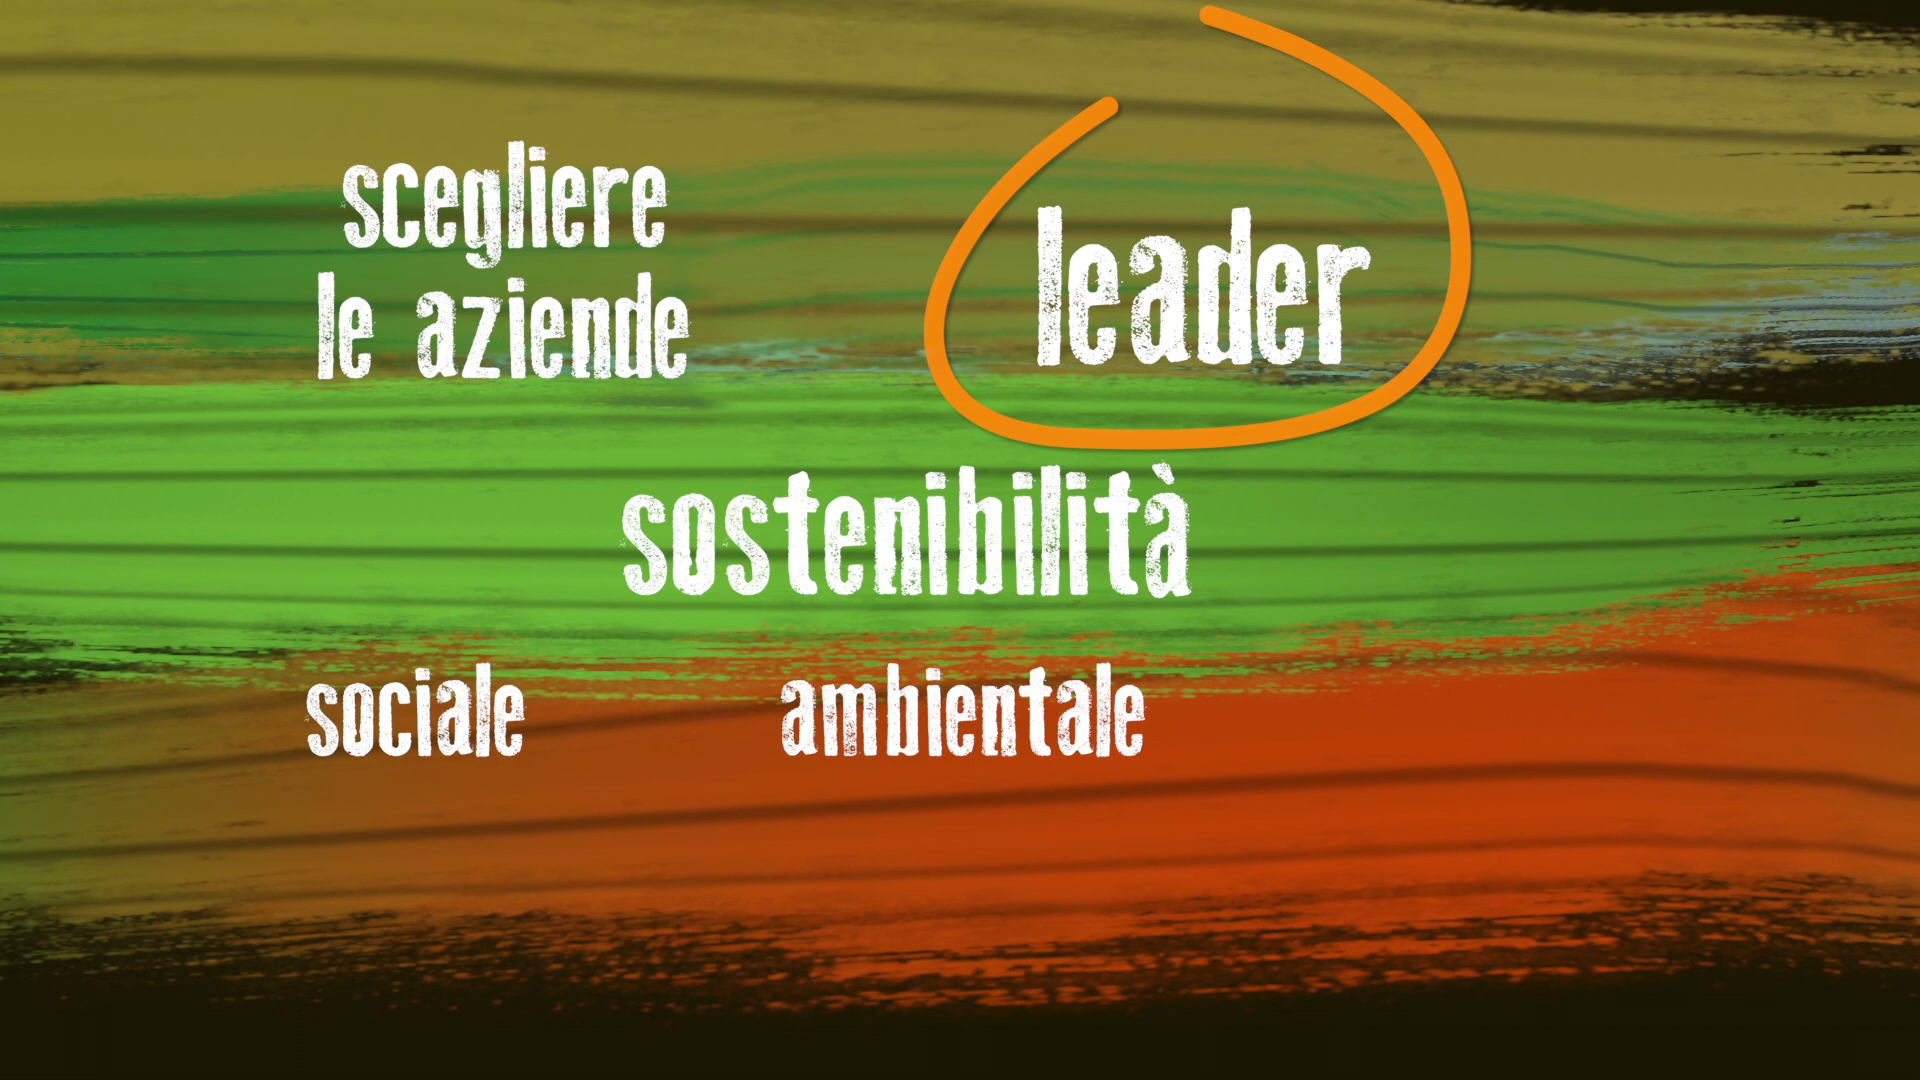 scegliere
le aziende
leader
sostenibilità
sociale
ambientale